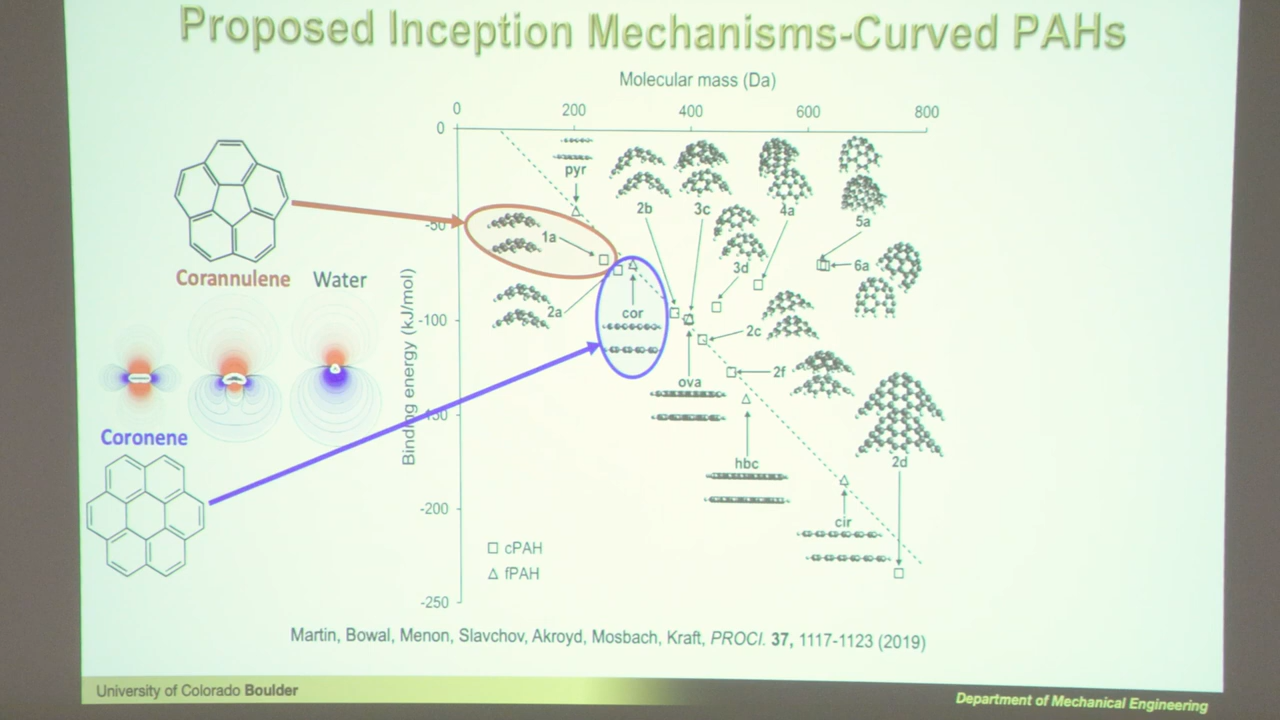 Proposed Inception Mechanisms-Curved PAHs
Molecular mass (Da)
0 200 400 600 800
0
-50
-100
-150
-200
-250
Binding energy (kJ/mol)
pyr
2b
3c
4a
5a
1a
3d
6a
2a
cor
2c
ova
2f
hbc
2d
cir
□ cPAH
△ fPAH
Corannulene Water
Coronene
Martin, Bowal, Menon, Slavchov, Akroyd, Mosbach, Kraft, PROCI. 37, 1117-1123 (2019)
University of Colorado Boulder
Department of Mechanical Engineering